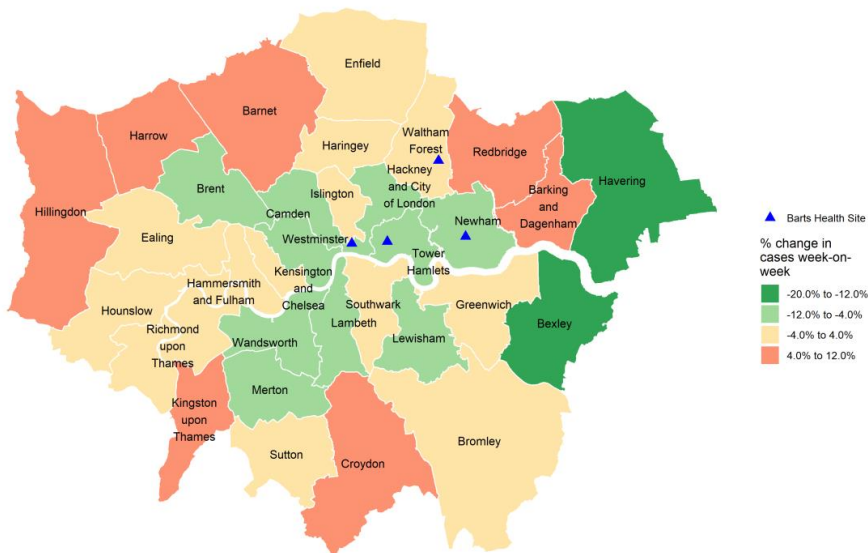 Enfield
Barnet
Harrow
Haringey
Waltham
Forest
Redbridge
Havering
Hackney
and City
of London
Barking
and
Dagenham
Brent
Islington
Camden
Hillingdon
Newham
Ealing
Westminster
Tower
Hamlets
Kensington
and
Chelsea
Hammersmith
and Fulham
Hounslow
Southwark
Greenwich
Lambeth
Bexley
Richmond
upon
Thames
Wandsworth
Lewisham
Merton
Kingston
upon
Thames
Bromley
Sutton
Croydon
Barts Health Site
% change in
cases week-on-
week
-20.0% to -12.0%
-12.0% to -4.0%
-4.0% to 4.0%
4.0% to 12.0%